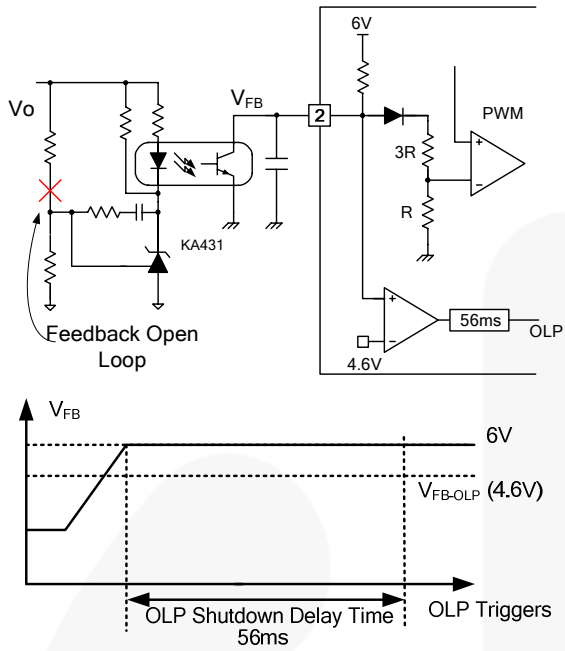 6V
Vo
VFB
2
PWM
3R
+
−
R
KA431
Feedback Open
Loop
+
−
4.6V
56ms
OLP
VFB
6V
VFB-OLP (4.6V)
OLP Shutdown Delay Time
56ms
OLP Triggers